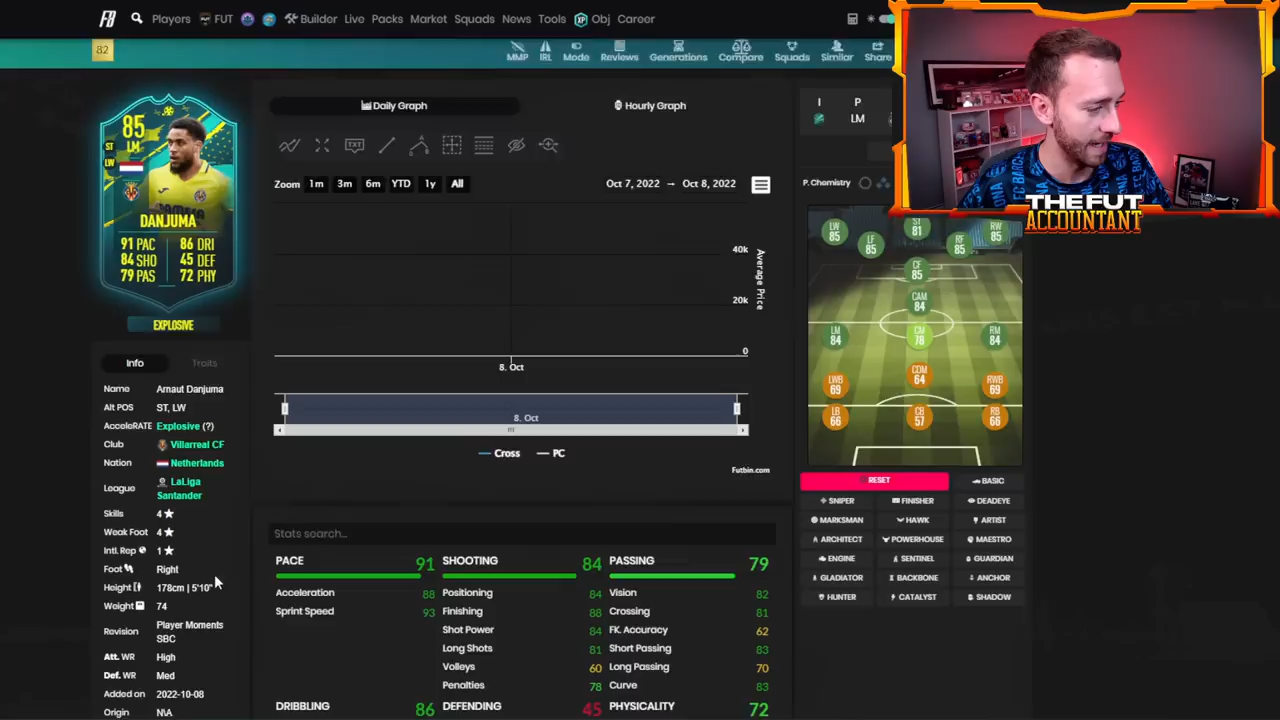 FB Players FUT Builder Live Packs Market Squads News Tools XP Obj Career
82
MMP IRL Mode Reviews Generations Compare Squads Similar Share
85
LM
ST
LW
DANJUMA
91 PAC 86 DRI
84 SHO 45 DEF
79 PAS 72 PHY
EXPLOSIVE
Info Traits
Name Arnaut Danjuma
Alt POS ST, LW
AcceleRATE Explosive (?)
Club Villarreal CF
Nation Netherlands
League LaLiga
Santander
Skills 4
Weak Foot 4
Intl. Rep 1
Foot Right
Height 178cm | 5'10"
Weight 74
Revision Player Moments
SBC
Att. WR High
Def. WR Med
Added on 2022-10-08
Origin N\A
Daily Graph Hourly Graph
TEXT
Zoom 1m 3m 6m YTD 1y All Oct 7, 2022 → Oct 8, 2022
40k
20k
0
Average Price
8. Oct
8. Oct
Cross PC
Futbin.com
Stats search...
PACE 91 SHOOTING 84 PASSING 79
Acceleration 88 Positioning 84 Vision 82
Sprint Speed 93 Finishing 88 Crossing 81
Shot Power 84 FK. Accuracy 62
Long Shots 81 Short Passing 83
Volleys 60 Long Passing 70
Penalties 78 Curve 83
DRIBBLING 86 DEFENDING 45 PHYSICALITY 72
I P
LM
P. Chemistry
THE FUT
ACCOUNTANT
LW
85
LF
85
ST
81
RF
85
RW
85
CF
85
CAM
84
LM
84
CM
78
RM
84
LWB
69
CDM
64
RWB
69
LB
66
CB
57
RB
66
RESET BASIC
SNIPER FINISHER DEADEYE
MARKSMAN HAWK ARTIST
ARCHITECT POWERHOUSE MAESTRO
ENGINE SENTINEL GUARDIAN
GLADIATOR BACKBONE ANCHOR
HUNTER CATALYST SHADOW